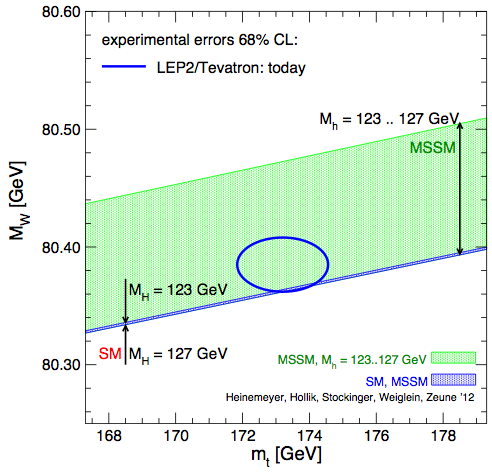 80.60
experimental errors 68% CL:
LEP2/Tevatron: today
80.50
M_h = 123 .. 127 GeV
MSSM
M_W [GeV]
80.40
M_H = 123 GeV
SM M_H = 127 GeV
80.30
MSSM, M_h = 123..127 GeV
SM, MSSM
Heinemeyer, Hollik, Stockinger, Weiglein, Zeune '12
168 170 172 174 176 178
m_t [GeV]